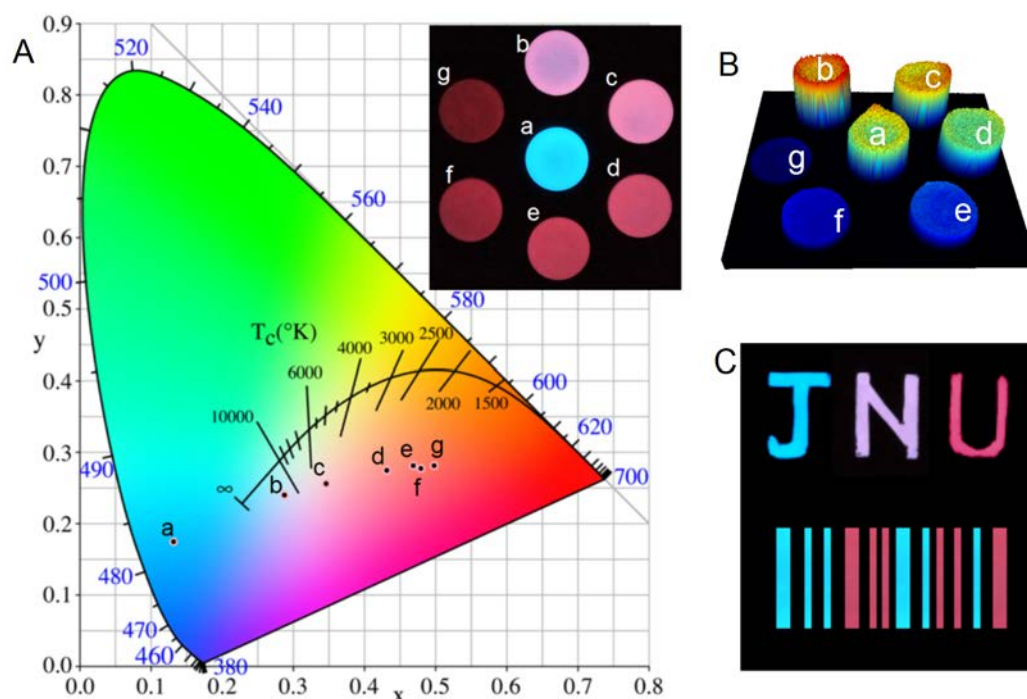 A
0.9
0.8
0.7
0.6
0.5
0.4
0.3
0.2
0.1
0.0
y
0.0
0.1
0.2
0.3
0.4
0.5
0.6
0.7
0.8
x
520
540
560
580
600
620
700
500
490
480
470
460
380
T_C(°K)
∞
10000
6000
4000
3000
2500
2000
1500
a
b
c
d
e
f
g
b
g
c
a
f
d
e
B
b
c
a
d
g
f
e
C
JNU